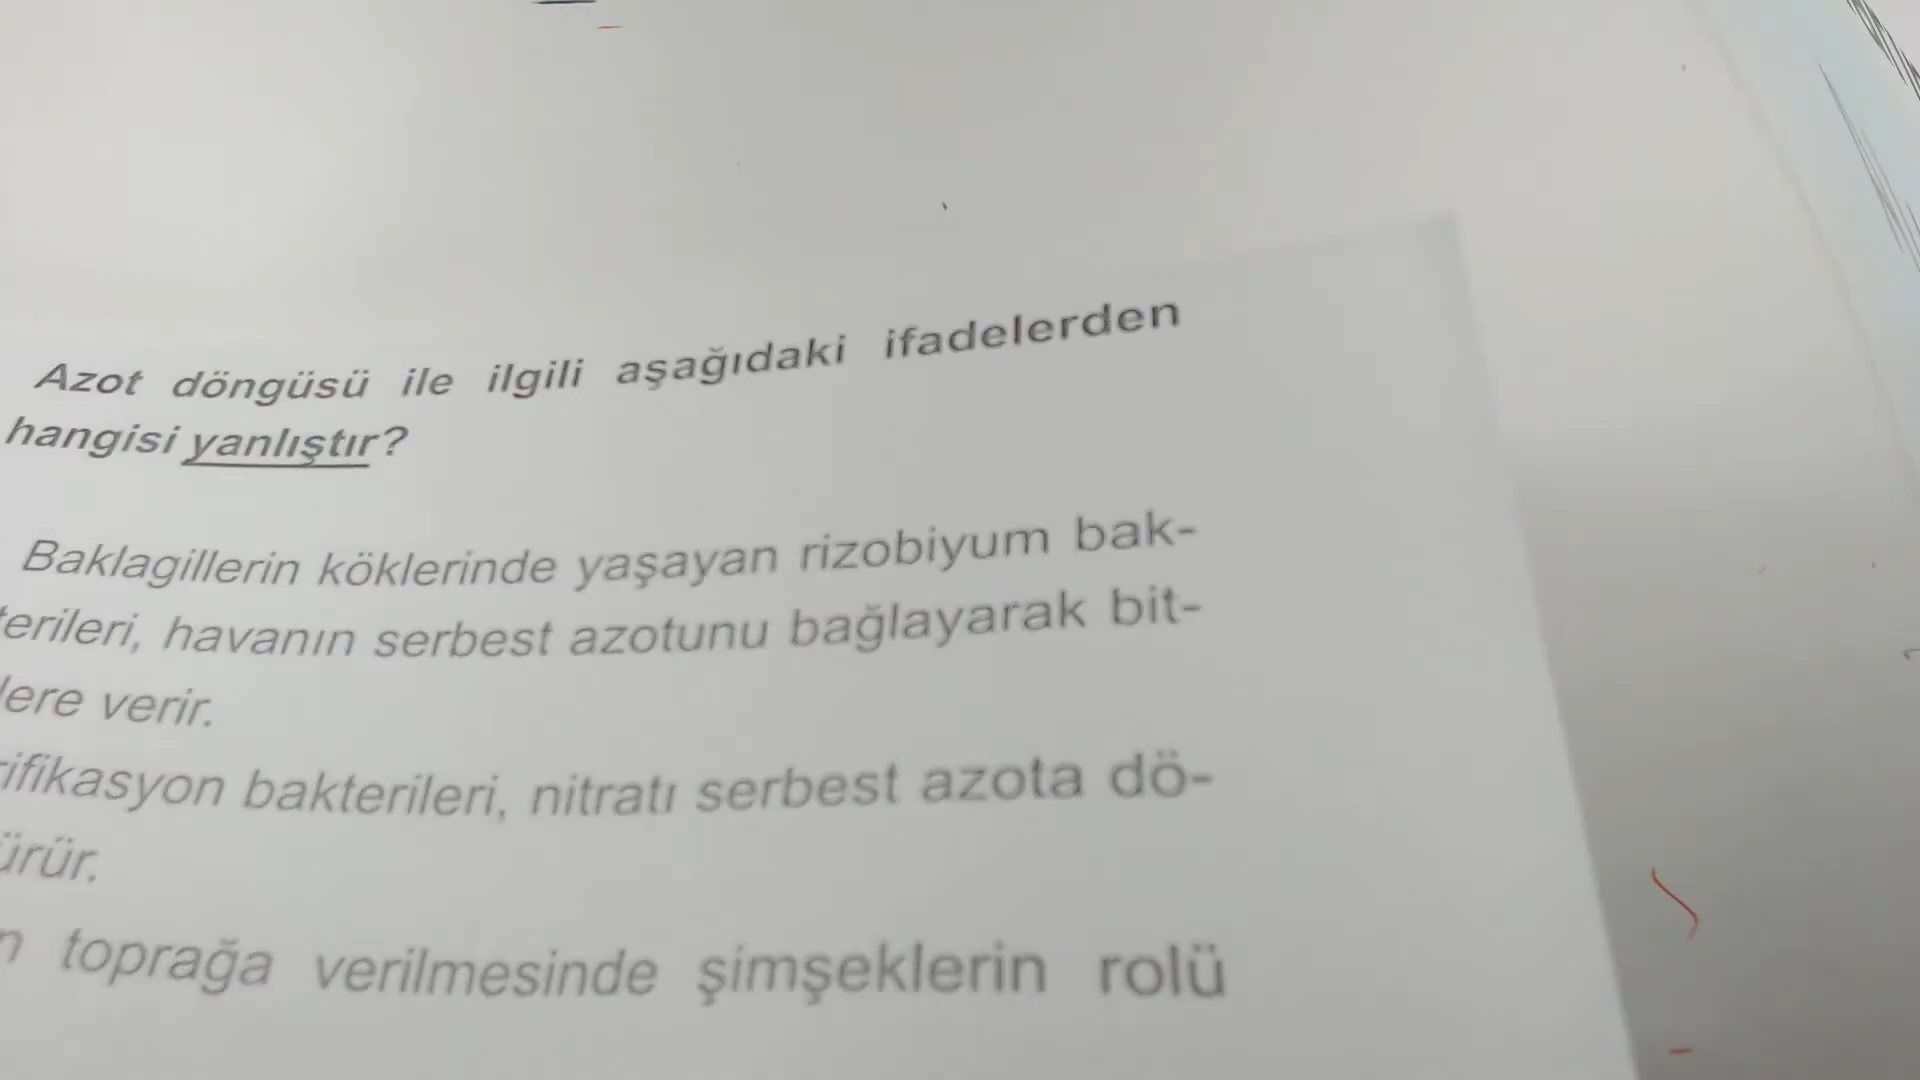 Azot döngüsü ile ilgili aşağıdaki ifadelerden
hangisi yanlıştır?
Baklagillerin köklerinde yaşayan rizobiyum bak-
terileri, havanın serbest azotunu bağlayarak bit-
lere verir.
rifikasyon bakterileri, nitratı serbest azota dö-
ürür.
n toprağa verilmesinde şimşeklerin rolü